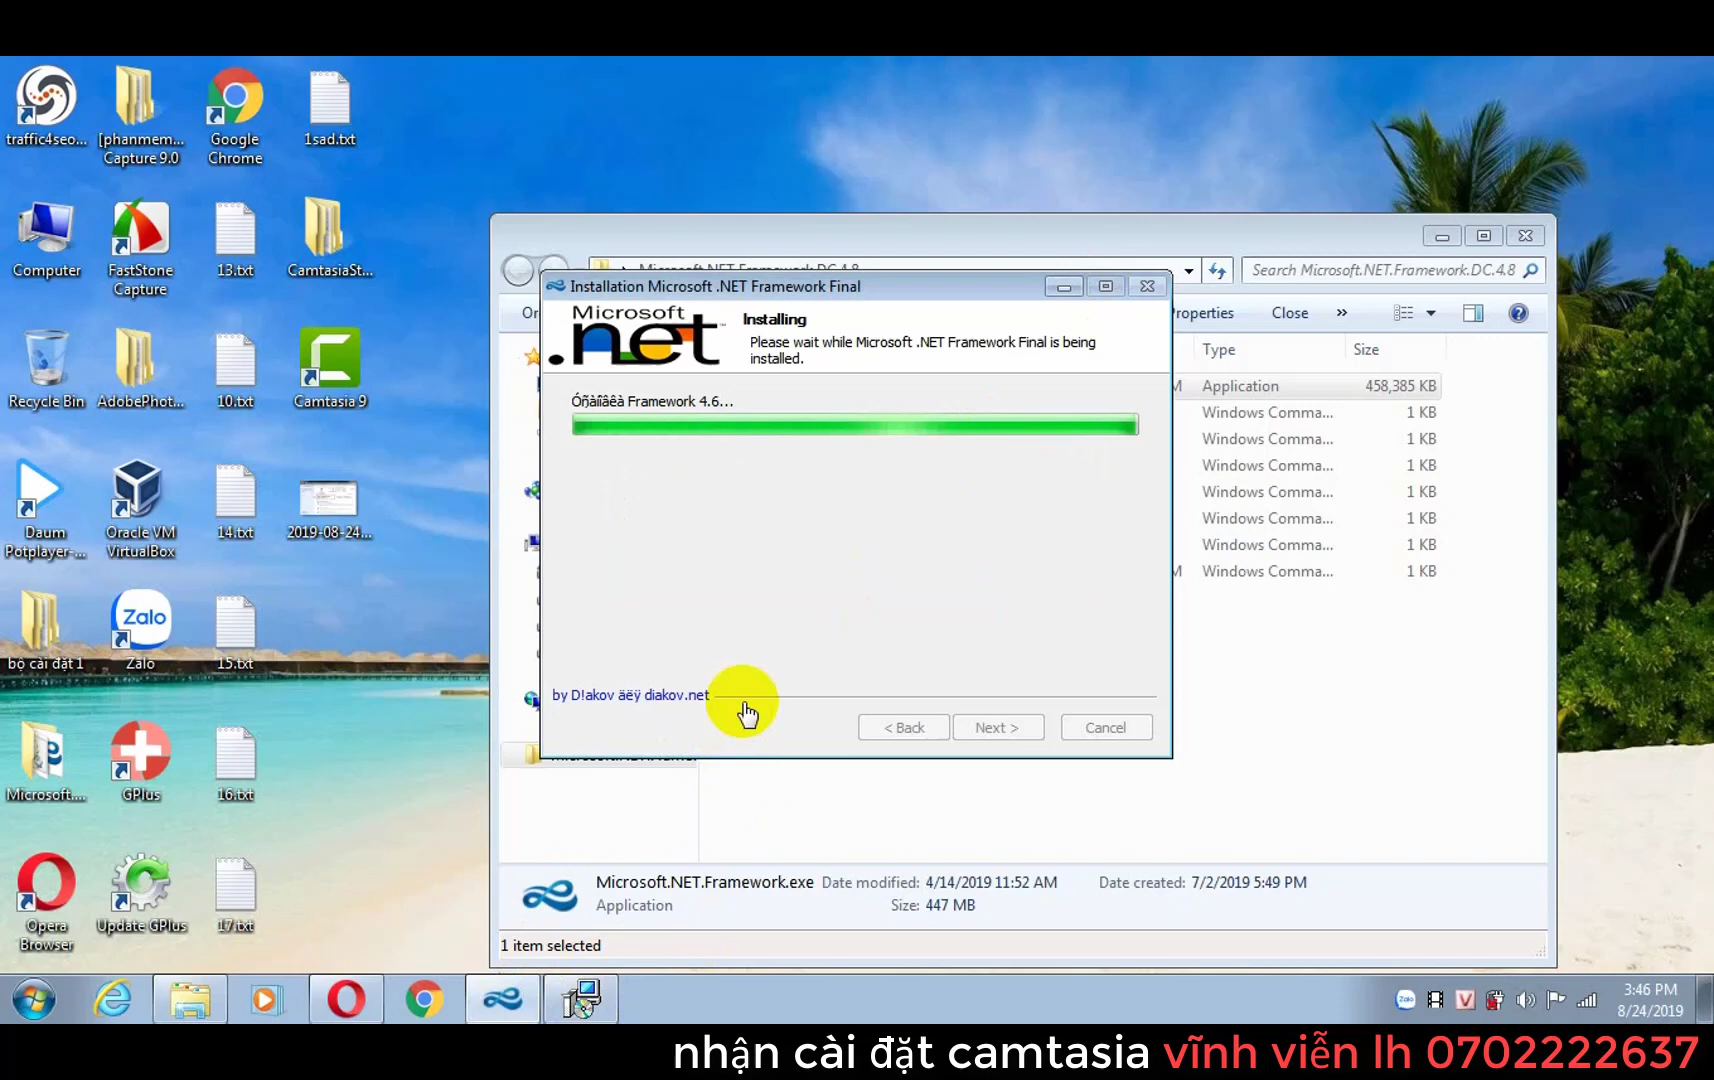 traffic4seo...
[phanmem...
Capture 9.0
Google
Chrome
1sad.txt
Computer
FastStone
Capture
13.txt
CamtasiaSt...
Recycle Bin
AdobePhot...
10.txt
Camtasia 9
Daum
Potplayer-...
Oracle VM
VirtualBox
14.txt
2019-08-24...
bộ cài đặt 1
Zalo
Zalo
15.txt
Microsoft....
GPlus
16.txt
Opera
Browser
Update GPlus
17.txt
Search Microsoft.NET.Framework.DC.4.8
Properties
Close
»
Type
Size
Application 458,385 KB
Windows Comma... 1 KB
Windows Comma... 1 KB
Windows Comma... 1 KB
Windows Comma... 1 KB
Windows Comma... 1 KB
Windows Comma... 1 KB
Windows Comma... 1 KB
Installation Microsoft .NET Framework Final
Microsoft
.net
Installing
Please wait while Microsoft .NET Framework Final is being
installed.
Framework 4.6...
by D!akov äëÿ diakov.net
< Back
Next >
Cancel
Microsoft.NET.Framework.exe Date modified: 4/14/2019 11:52 AM Date created: 7/2/2019 5:49 PM
Application Size: 447 MB
1 item selected
Zalo
3:46 PM
8/24/2019
nhận cài đặt camtasia vĩnh viễn lh 0702222637